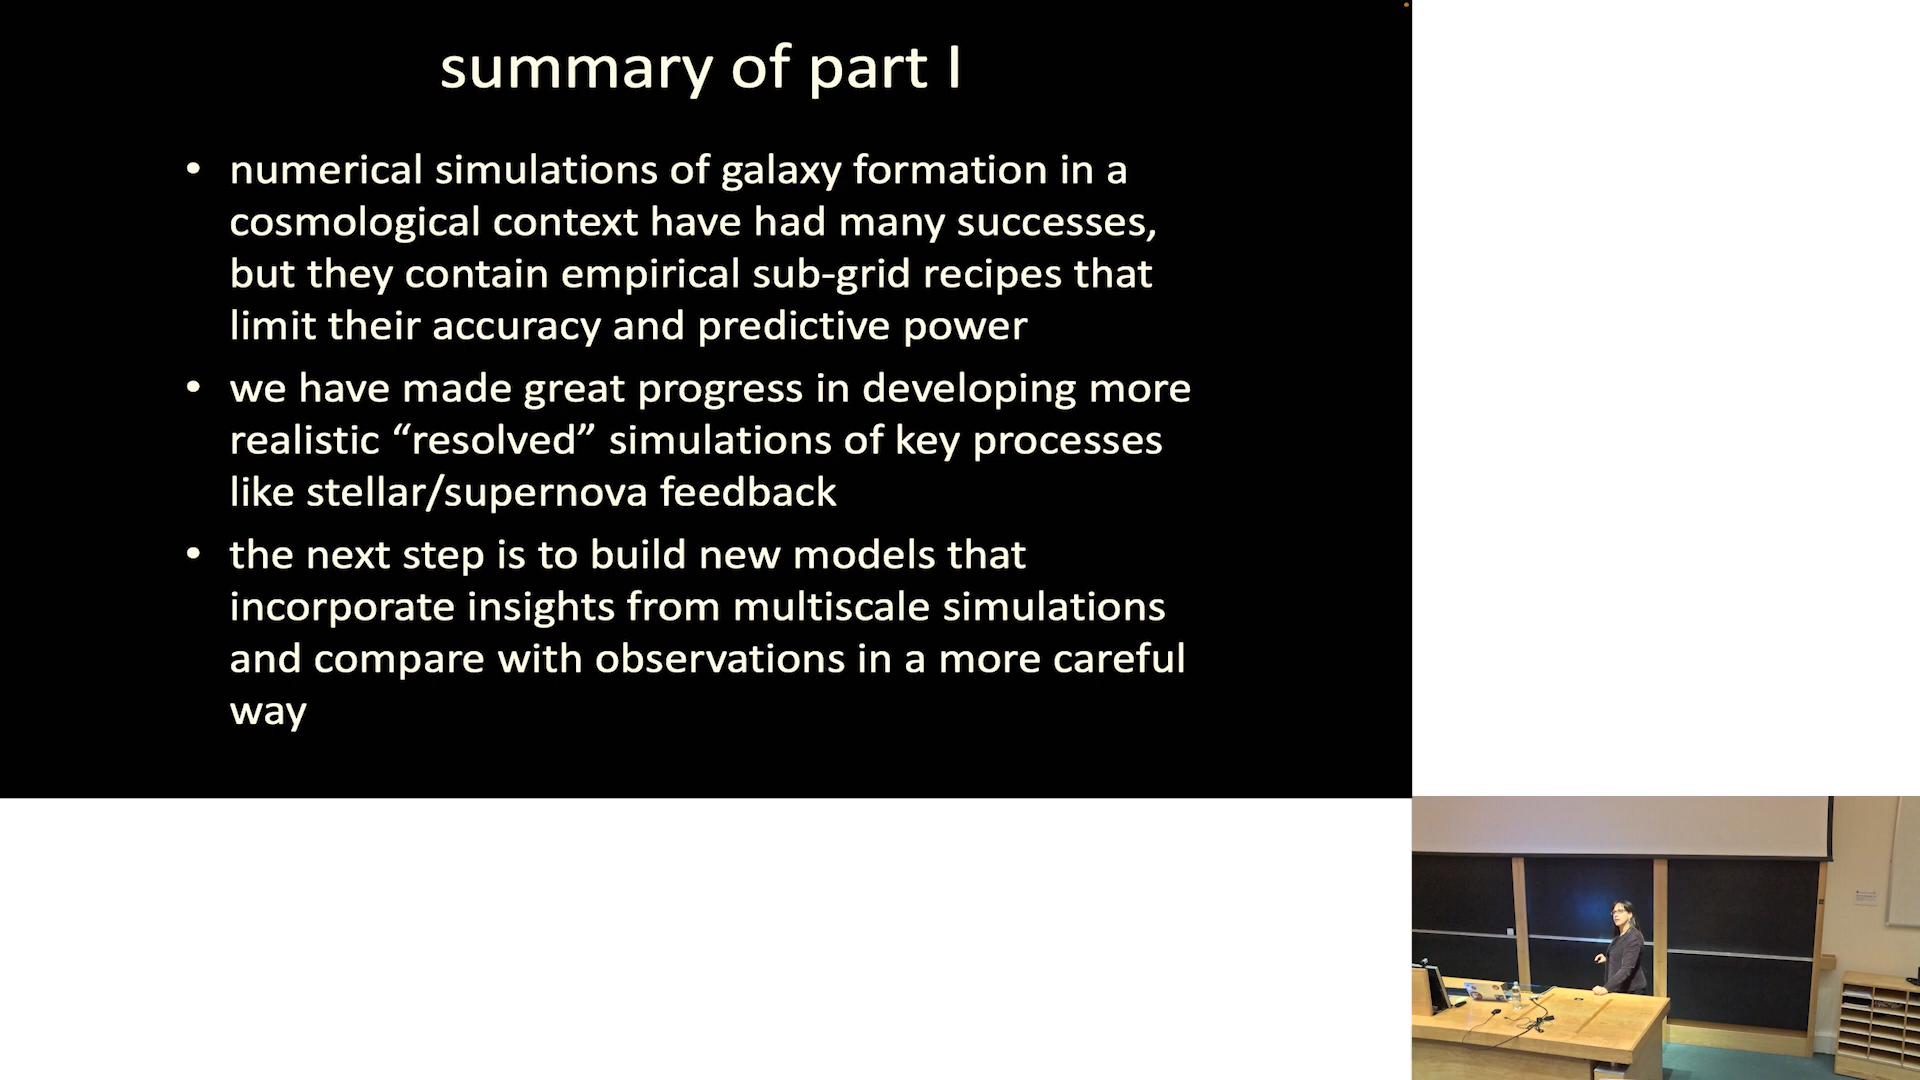 summary of part I
• numerical simulations of galaxy formation in a
cosmological context have had many successes,
but they contain empirical sub-grid recipes that
limit their accuracy and predictive power
• we have made great progress in developing more
realistic “resolved” simulations of key processes
like stellar/supernova feedback
• the next step is to build new models that
incorporate insights from multiscale simulations
and compare with observations in a more careful
way